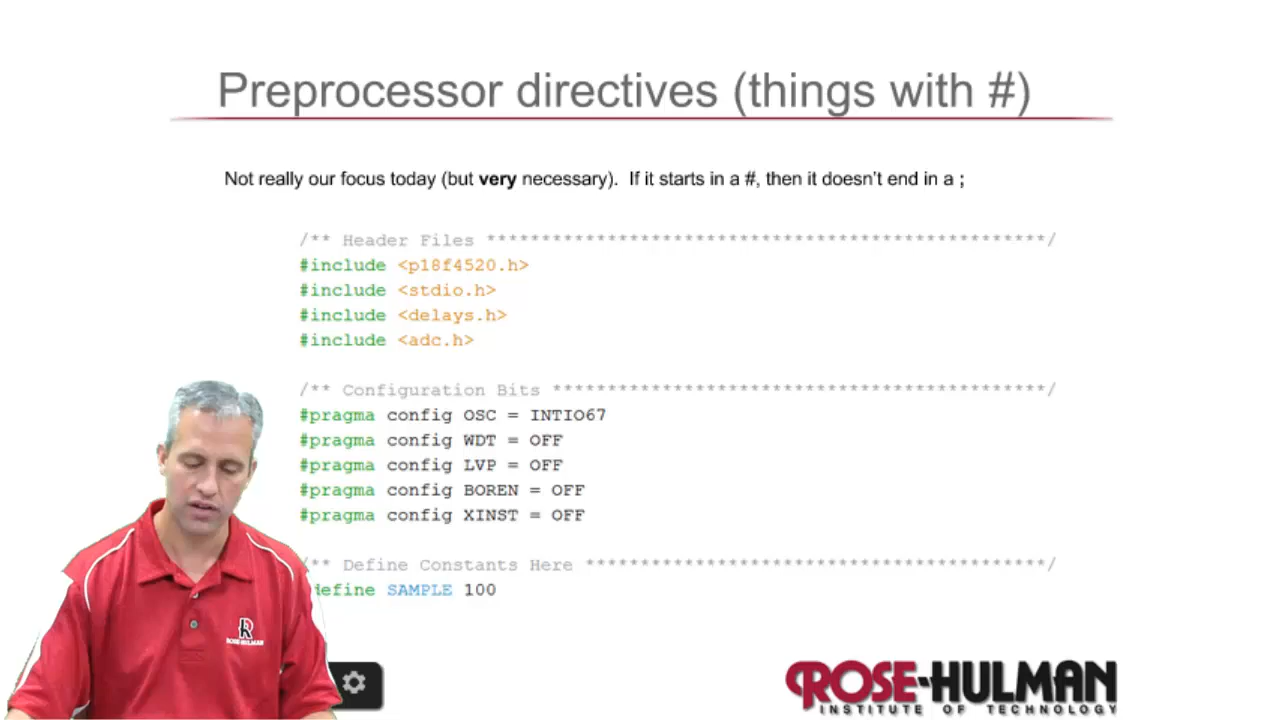 Preprocessor directives (things with #)
Not really our focus today (but very necessary). If it starts in a #, then it doesn't end in a ;
/** Header Files ****************************************************/
#include <p18f4520.h>
#include <stdio.h>
#include <delays.h>
#include <adc.h>
/** Configuration Bits **********************************************/
#pragma config OSC = INTIO67
#pragma config WDT = OFF
#pragma config LVP = OFF
#pragma config BOREN = OFF
#pragma config XINST = OFF
/** Define Constants Here *******************************************/
define SAMPLE 100
ROSE-HULMAN
ROSE-HULMAN
INSTITUTE OF TECHNOLOGY